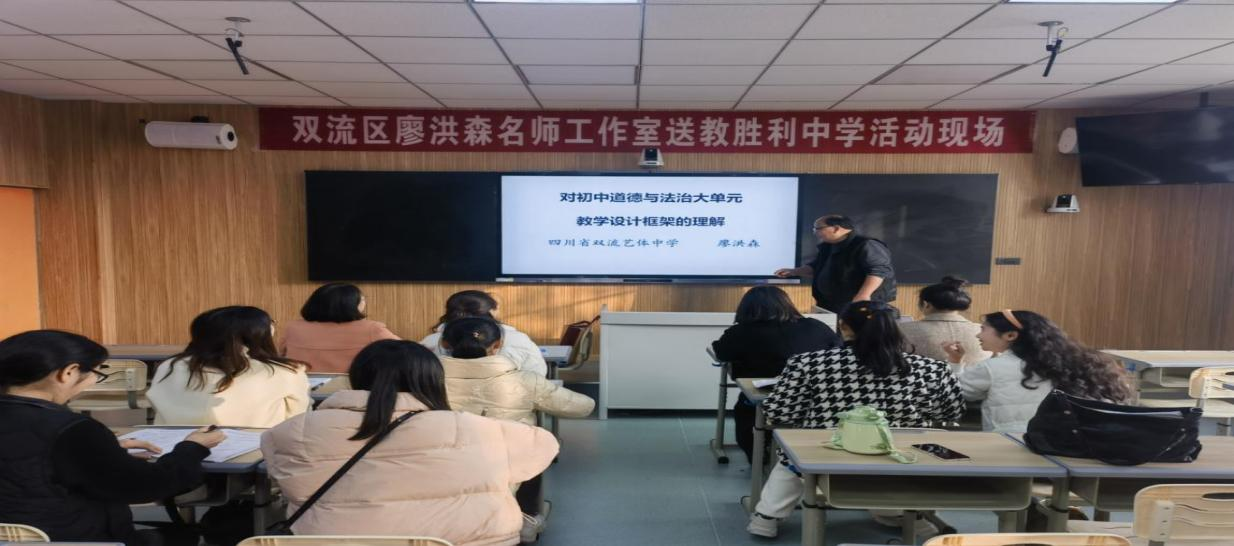 双流区廖洪森名师工作室送教胜利中学活动现场
对初中道德与法治大单元
教学设计框架的理解
四川省双流艺体中学 廖洪森